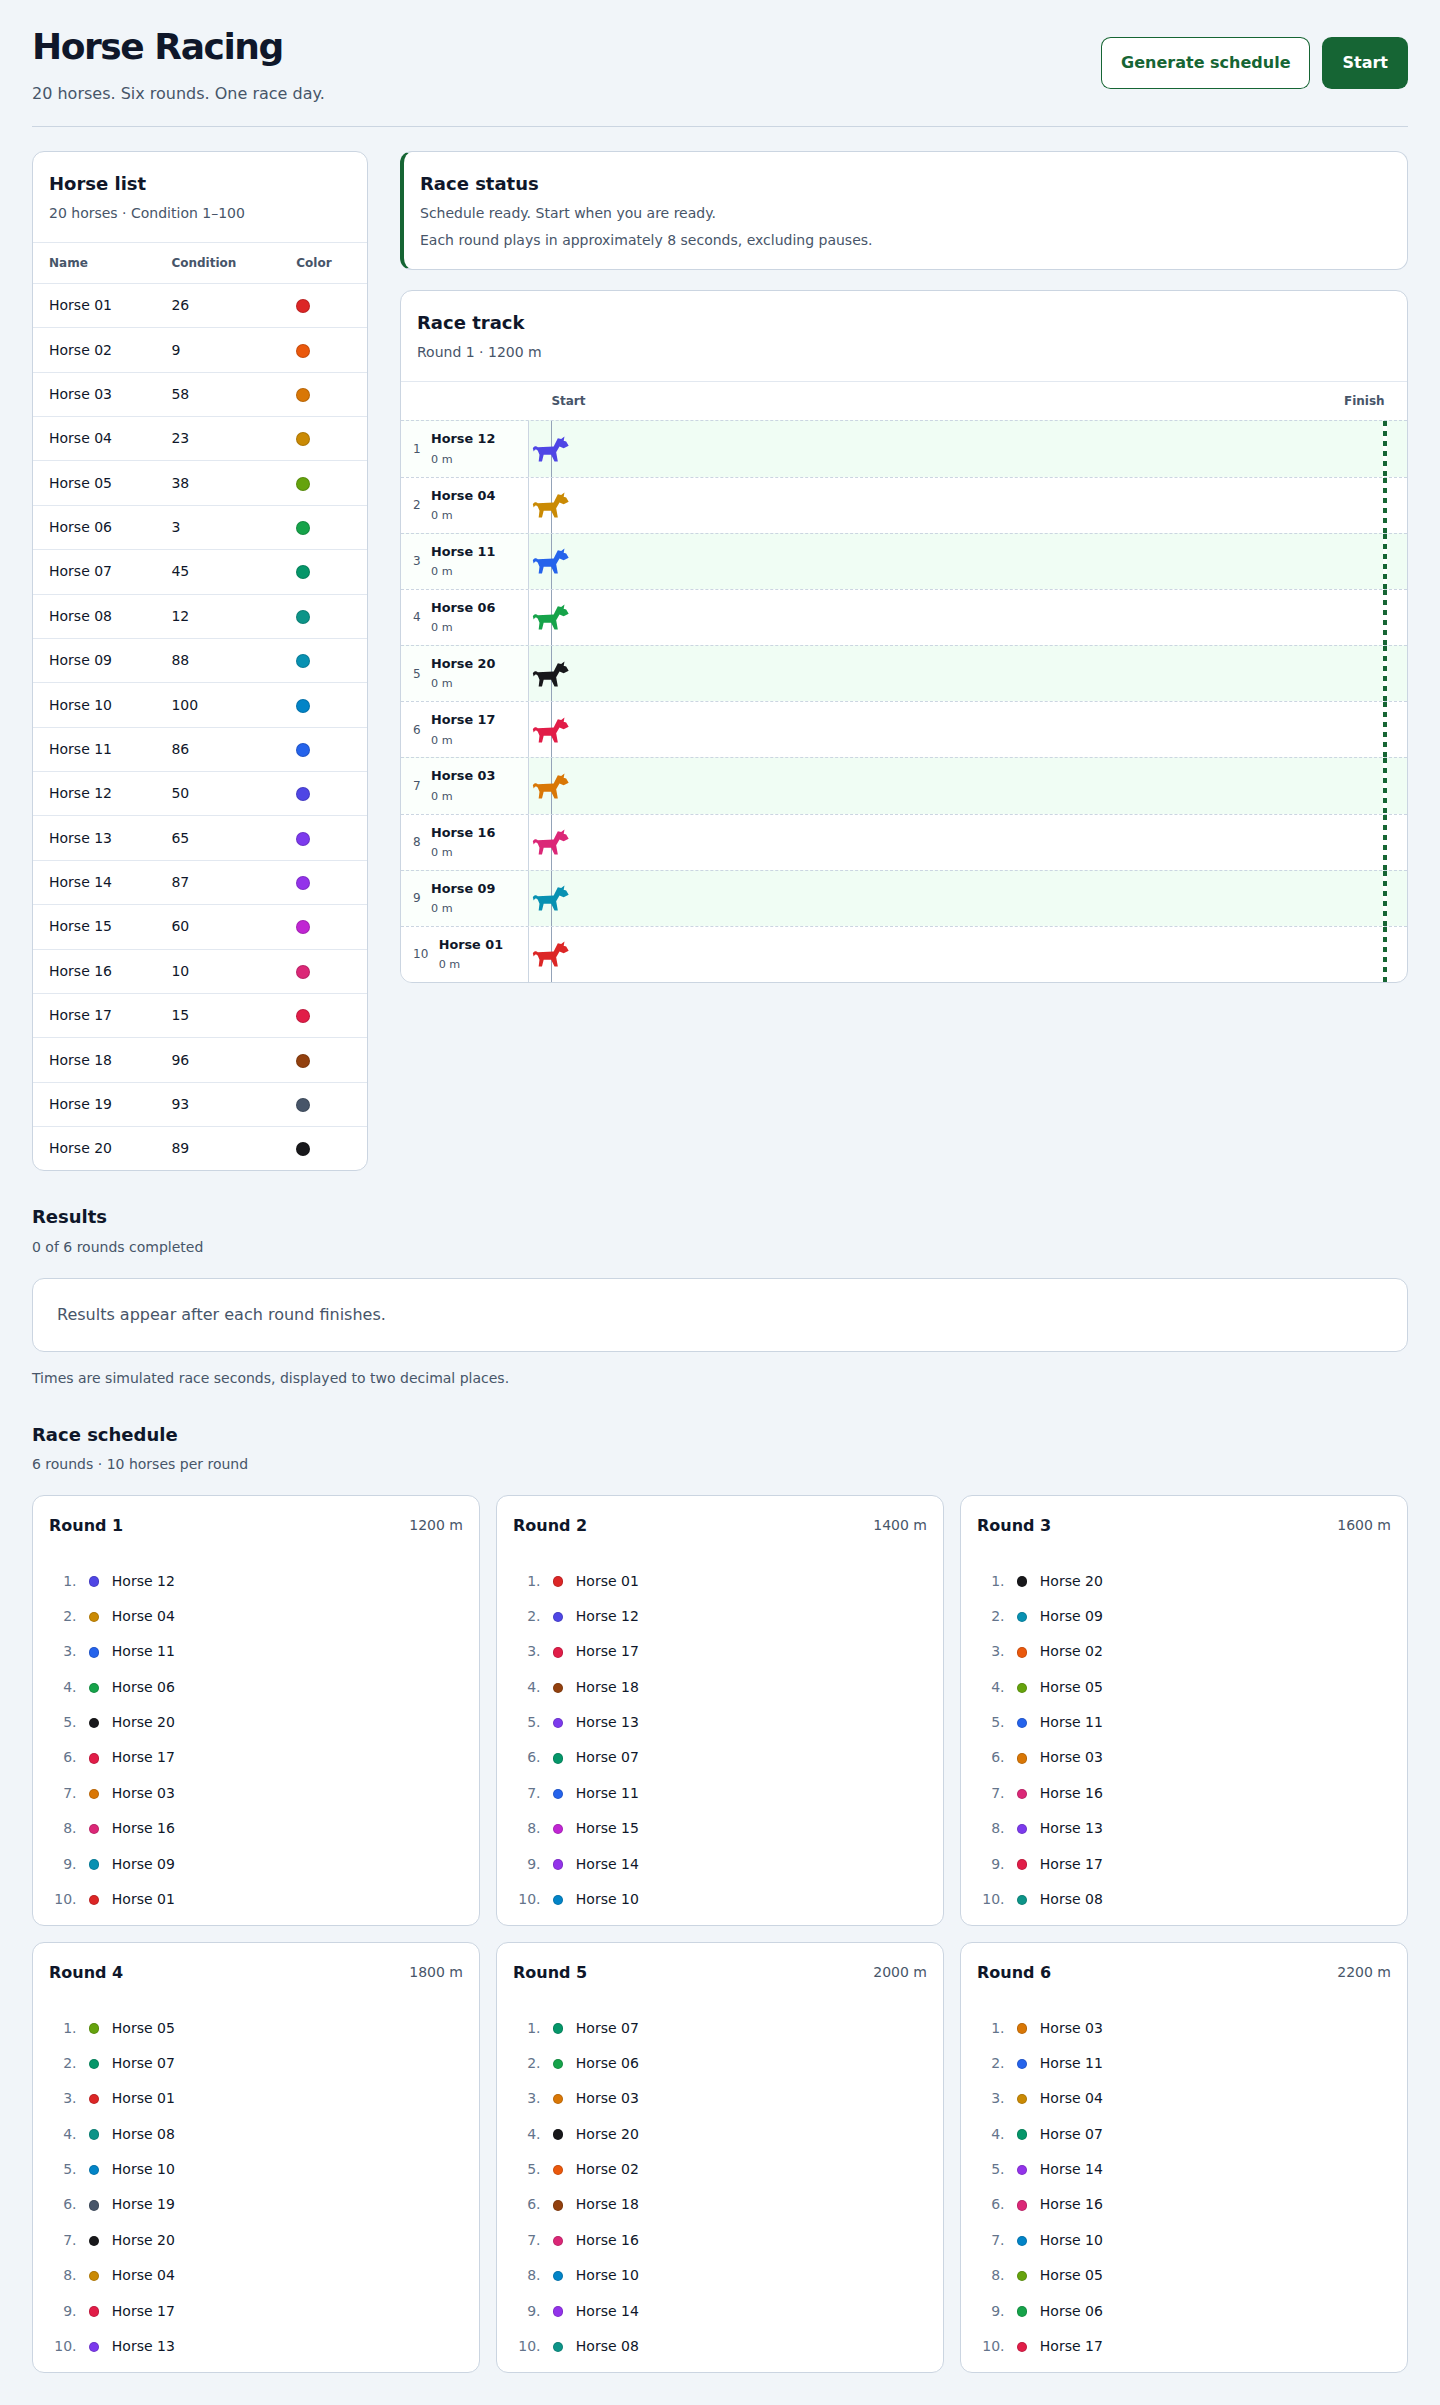 Horse Racing
20 horses. Six rounds. One race day.
Generate schedule
Start
Horse list
20 horses · Condition 1–100
Name Condition Color
Horse 01 26
Horse 02 9
Horse 03 58
Horse 04 23
Horse 05 38
Horse 06 3
Horse 07 45
Horse 08 12
Horse 09 88
Horse 10 100
Horse 11 86
Horse 12 50
Horse 13 65
Horse 14 87
Horse 15 60
Horse 16 10
Horse 17 15
Horse 18 96
Horse 19 93
Horse 20 89
Race status
Schedule ready. Start when you are ready.
Each round plays in approximately 8 seconds, excluding pauses.
Race track
Round 1 · 1200 m
Start Finish
1 Horse 12
0 m
2 Horse 04
0 m
3 Horse 11
0 m
4 Horse 06
0 m
5 Horse 20
0 m
6 Horse 17
0 m
7 Horse 03
0 m
8 Horse 16
0 m
9 Horse 09
0 m
10 Horse 01
0 m
Results
0 of 6 rounds completed
Results appear after each round finishes.
Times are simulated race seconds, displayed to two decimal places.
Race schedule
6 rounds · 10 horses per round
Round 1 1200 m
1. Horse 12
2. Horse 04
3. Horse 11
4. Horse 06
5. Horse 20
6. Horse 17
7. Horse 03
8. Horse 16
9. Horse 09
10. Horse 01
Round 2 1400 m
1. Horse 01
2. Horse 12
3. Horse 17
4. Horse 18
5. Horse 13
6. Horse 07
7. Horse 11
8. Horse 15
9. Horse 14
10. Horse 10
Round 3 1600 m
1. Horse 20
2. Horse 09
3. Horse 02
4. Horse 05
5. Horse 11
6. Horse 03
7. Horse 16
8. Horse 13
9. Horse 17
10. Horse 08
Round 4 1800 m
1. Horse 05
2. Horse 07
3. Horse 01
4. Horse 08
5. Horse 10
6. Horse 19
7. Horse 20
8. Horse 04
9. Horse 17
10. Horse 13
Round 5 2000 m
1. Horse 07
2. Horse 06
3. Horse 03
4. Horse 20
5. Horse 02
6. Horse 18
7. Horse 16
8. Horse 10
9. Horse 14
10. Horse 08
Round 6 2200 m
1. Horse 03
2. Horse 11
3. Horse 04
4. Horse 07
5. Horse 14
6. Horse 16
7. Horse 10
8. Horse 05
9. Horse 06
10. Horse 17